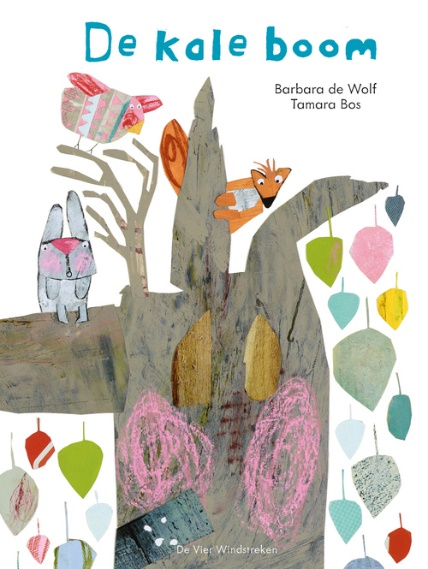 De kale boom
Barbara de Wolf
Tamara Bos
De Vier Windstreken